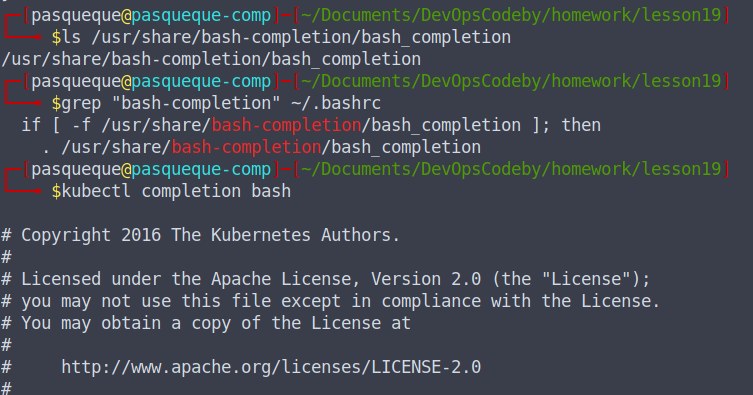 ┌─[pasqueque@pasqueque-comp]─[~/Documents/DevOpsCodeby/homework/lesson19]
└──╼ $ls /usr/share/bash-completion/bash_completion
/usr/share/bash-completion/bash_completion
┌─[pasqueque@pasqueque-comp]─[~/Documents/DevOpsCodeby/homework/lesson19]
└──╼ $grep "bash-completion" ~/.bashrc
  if [ -f /usr/share/bash-completion/bash_completion ]; then
    . /usr/share/bash-completion/bash_completion
┌─[pasqueque@pasqueque-comp]─[~/Documents/DevOpsCodeby/homework/lesson19]
└──╼ $kubectl completion bash

# Copyright 2016 The Kubernetes Authors.
#
# Licensed under the Apache License, Version 2.0 (the "License");
# you may not use this file except in compliance with the License.
# You may obtain a copy of the License at
#
#     http://www.apache.org/licenses/LICENSE-2.0
#